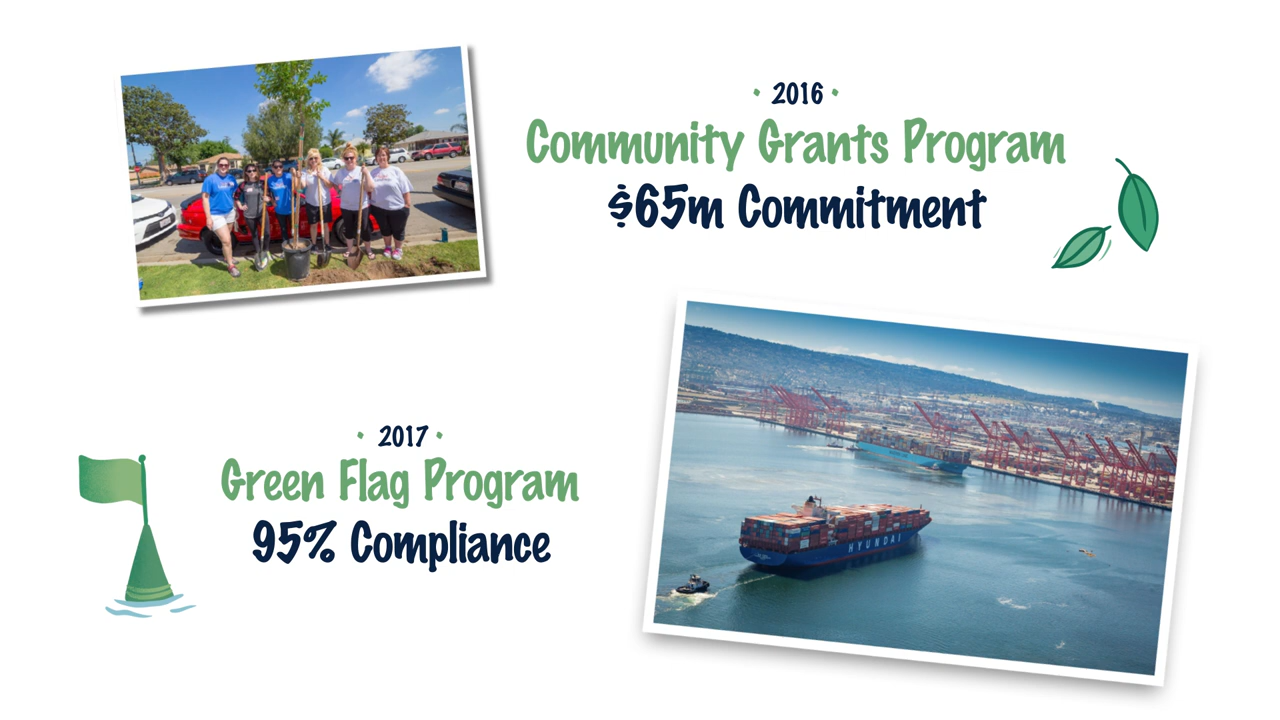 2016
Community Grants Program
$65m Commitment
2017
Green Flag Program
95% Compliance
HYUNDAI